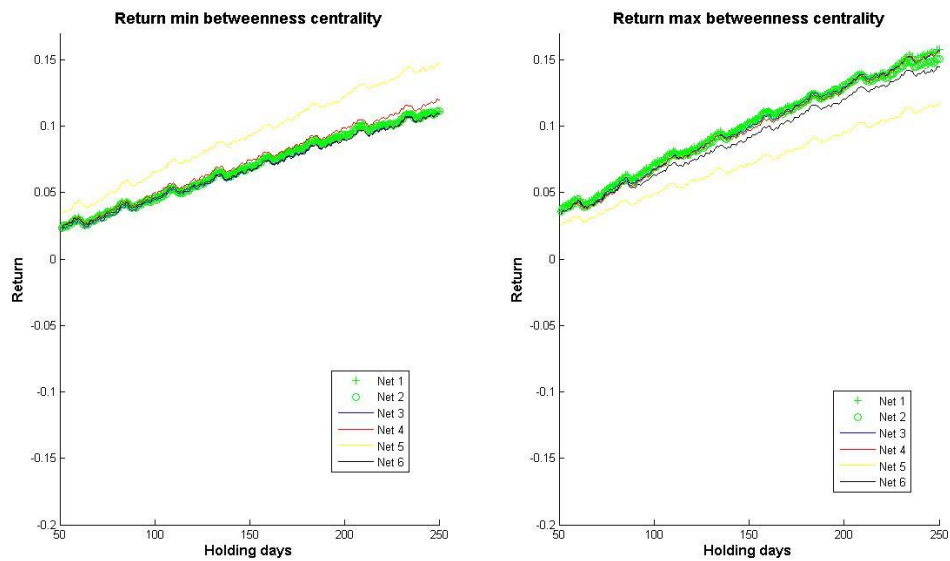 Return min betweenness centrality
0.15
0.1
0.05
0
-0.05
-0.1
-0.15
-0.2
Return
50
100
150
200
250
Holding days
Net 1
Net 2
Net 3
Net 4
Net 5
Net 6
Return max betweenness centrality
0.15
0.1
0.05
0
-0.05
-0.1
-0.15
-0.2
Return
50
100
150
200
250
Holding days
Net 1
Net 2
Net 3
Net 4
Net 5
Net 6